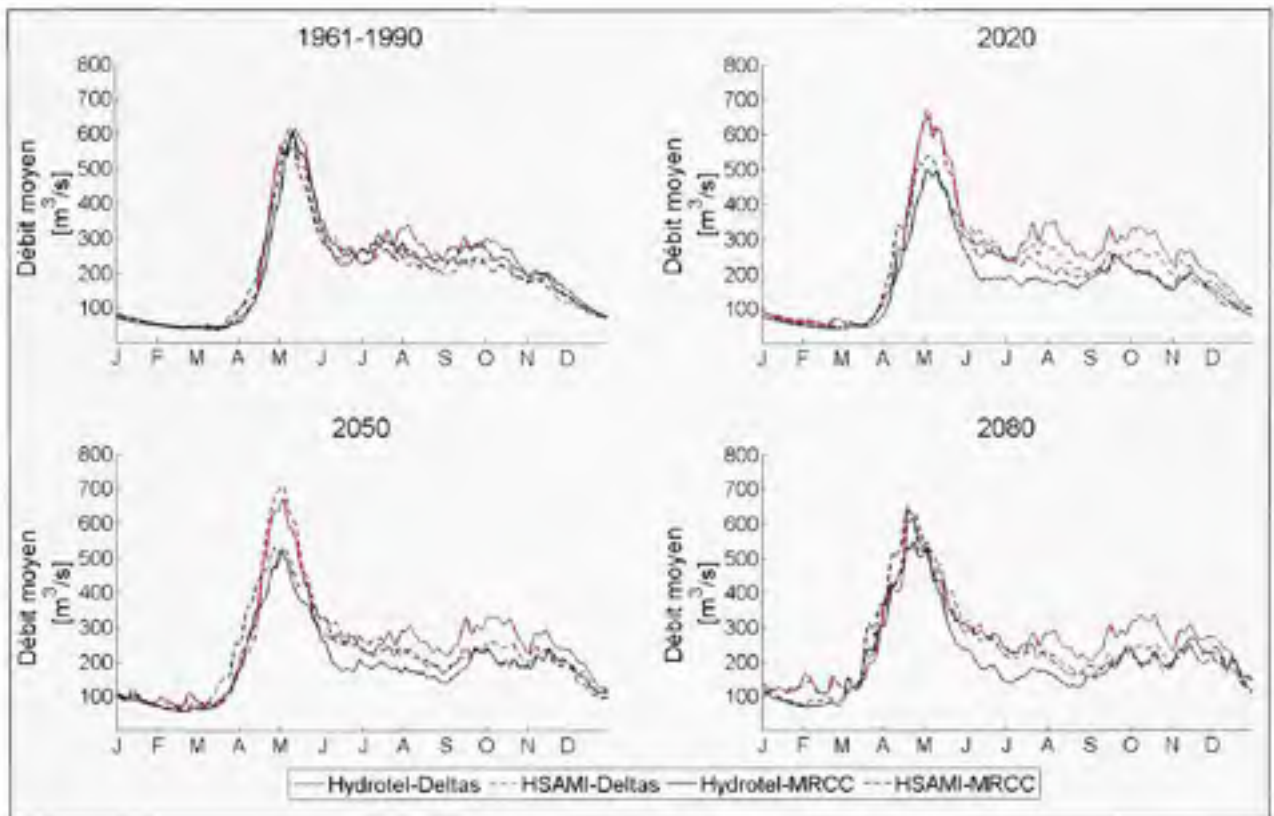 1961-1990
800
700
600
500
400
300
200
100
Débit moyen
[m³/s]
J F M A M J J A S O N D
2020
800
700
600
500
400
300
200
100
Débit moyen
[m³/s]
J F M A M J J A S O N D
2050
800
700
600
500
400
300
200
100
Débit moyen
[m³/s]
J F M A M J J A S O N D
2080
800
700
600
500
400
300
200
100
Débit moyen
[m³/s]
J F M A M J J A S O N D
Hydrotel-Deltas HSAMI-Deltas Hydrotel-MRCC HSAMI-MRCC